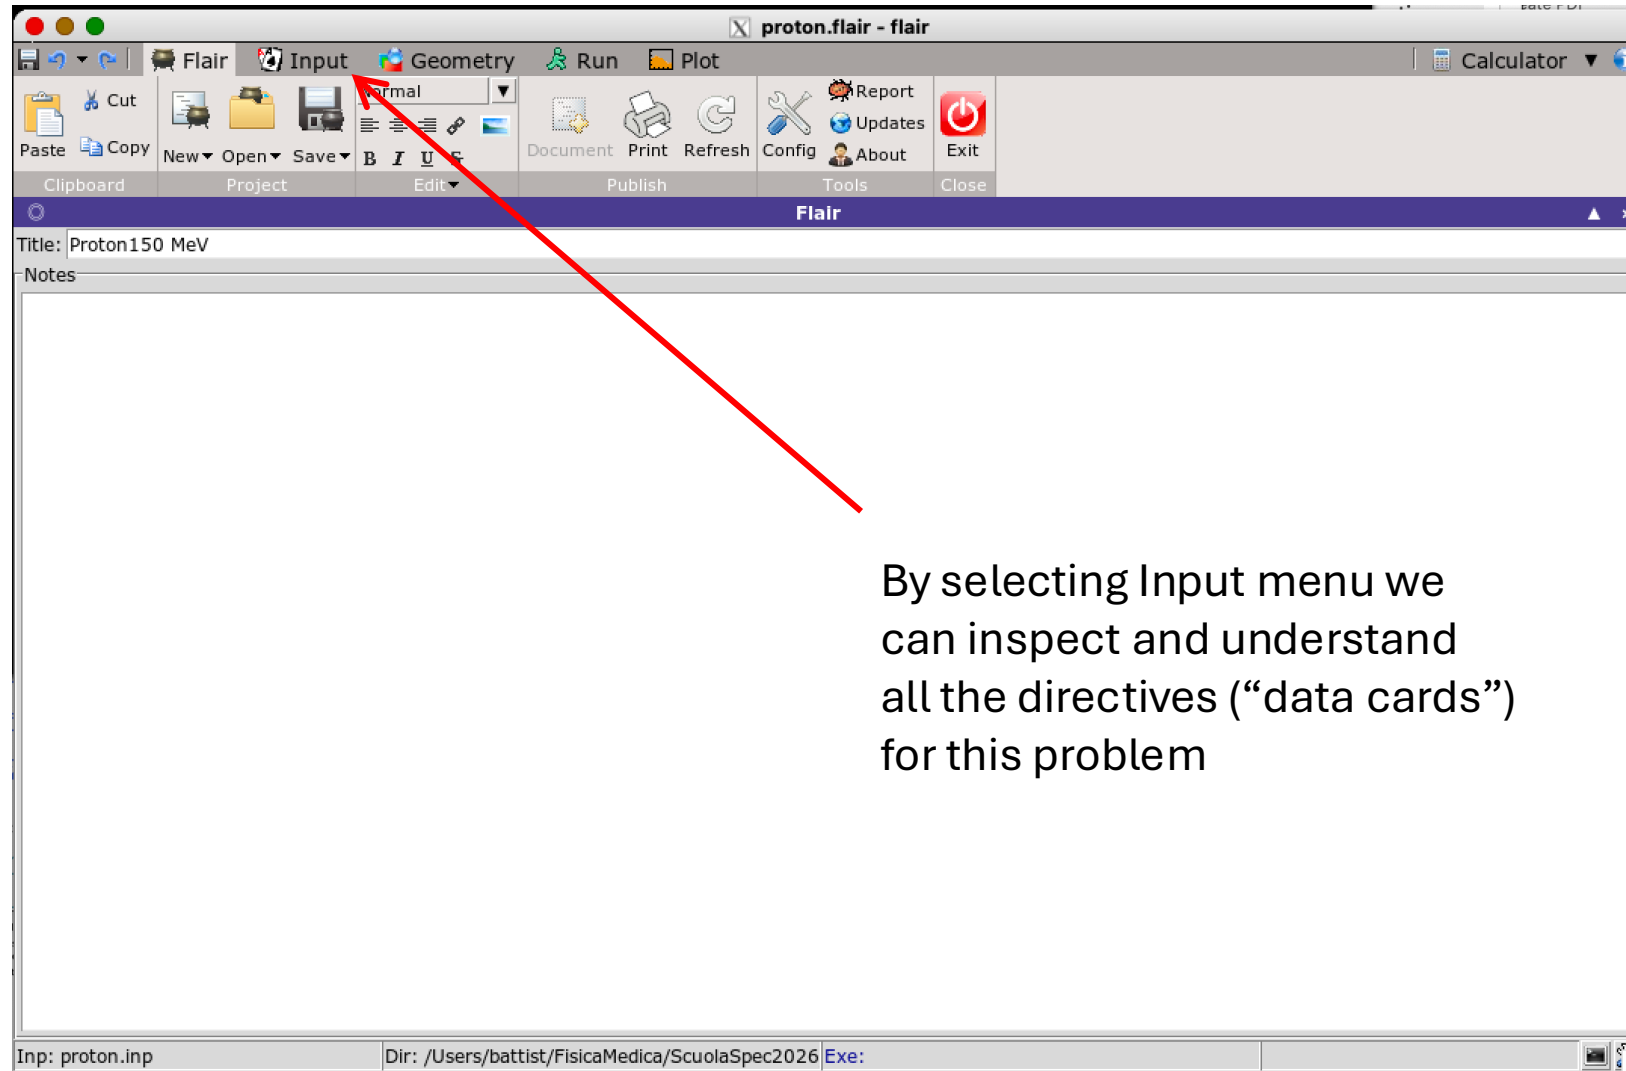 proton.flair - flair
Flair Input Geometry Run Plot Calculator
Cut Report
Updates
Paste Copy New Open Save B I U S Document Print Refresh Config About Exit
Clipboard Project Edit Publish Tools Close
Flair
Title: Proton150 MeV
Notes
By selecting Input menu we
can inspect and understand
all the directives (“data cards”)
for this problem
Inp: proton.inp Dir: /Users/battist/FisicaMedica/ScuolaSpec2026 Exe: